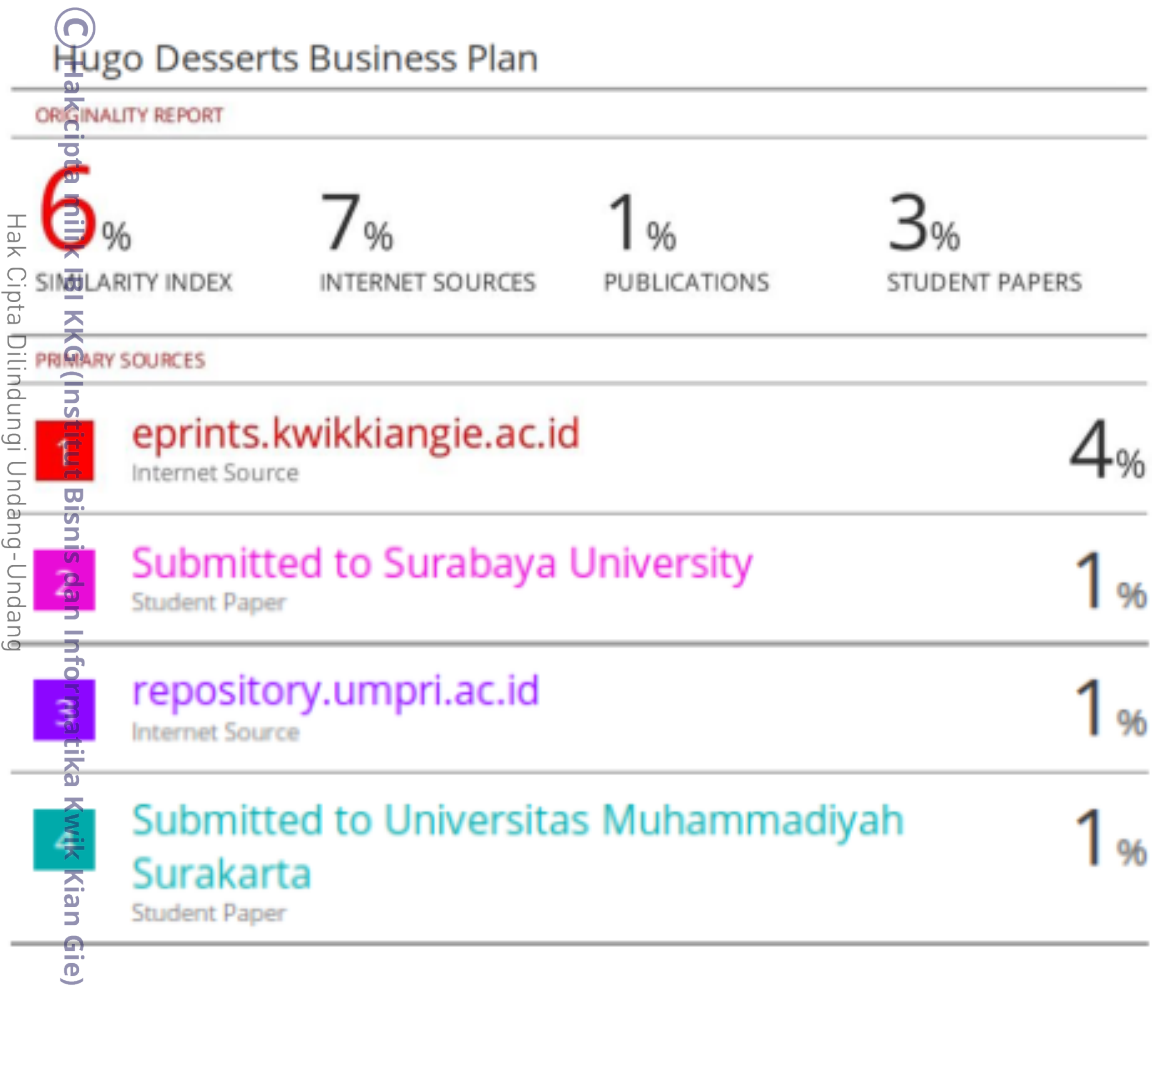 Hugo Desserts Business Plan
ORIGINALITY REPORT
6%
SIMILARITY INDEX
7%
INTERNET SOURCES
1%
PUBLICATIONS
3%
STUDENT PAPERS
PRIMARY SOURCES
1
eprints.kwikkiangie.ac.id
Internet Source
4%
2
Submitted to Surabaya University
Student Paper
1%
3
repository.umpri.ac.id
Internet Source
1%
4
Submitted to Universitas Muhammadiyah
Surakarta
Student Paper
1%
© Hak cipta milik IBI KKG (Institut Bisnis dan Informatika Kwik Kian Gie)
Hak Cipta Dilindungi Undang-Undang